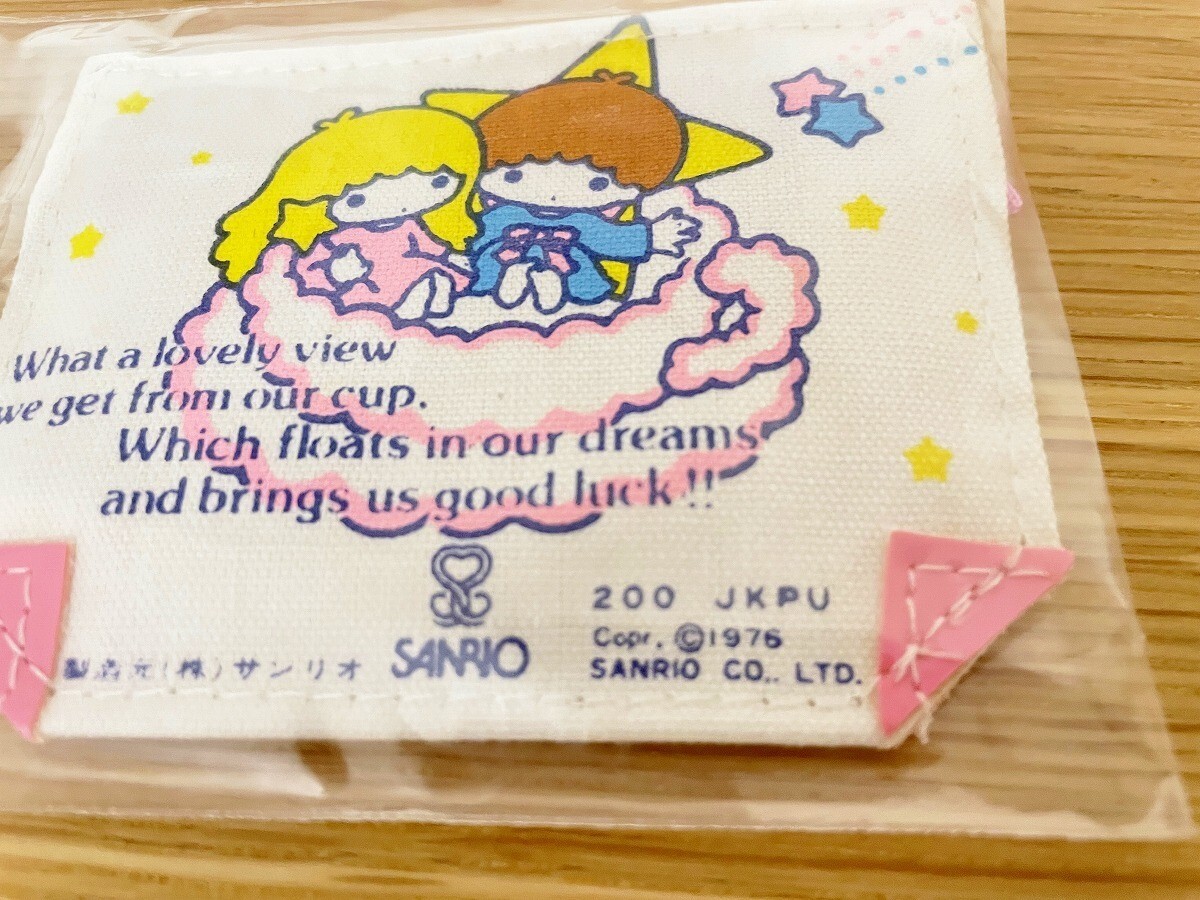 What a lovely view
we get from our cup.
Which floats in our dreams
and brings us good luck!!
製造元(株)サンリオ
SANRIO
200 JKPU
Copr. ©1976
SANRIO CO., LTD.